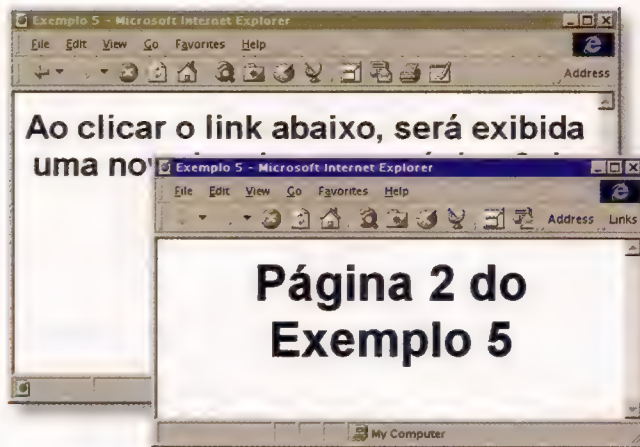 Exemplo 5 - Microsoft Internet Explorer
File Edit View Go Favorites Help
Address
Ao clicar o link abaixo, será exibida
uma
Exemplo 5 - Microsoft Internet Explorer
File Edit View Go Favorites Help
Address Links
Página 2 do
Exemplo 5
My Computer